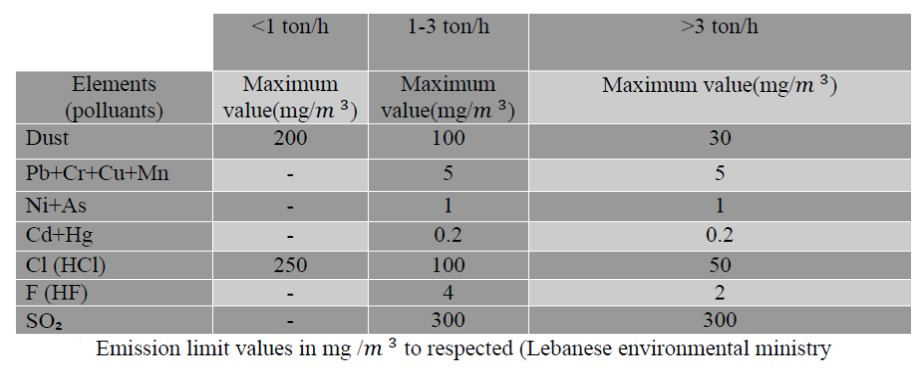 <1 ton/h 1-3 ton/h >3 ton/h
Elements (polluants) Maximum value(mg/m ³) Maximum value(mg/m ³) Maximum value(mg/m ³)
Dust 200 100 30
Pb+Cr+Cu+Mn - 5 5
Ni+As - 1 1
Cd+Hg - 0.2 0.2
Cl (HCl) 250 100 50
F (HF) - 4 2
SO₂ - 300 300
Emission limit values in mg /m ³ to respected (Lebanese environmental ministry